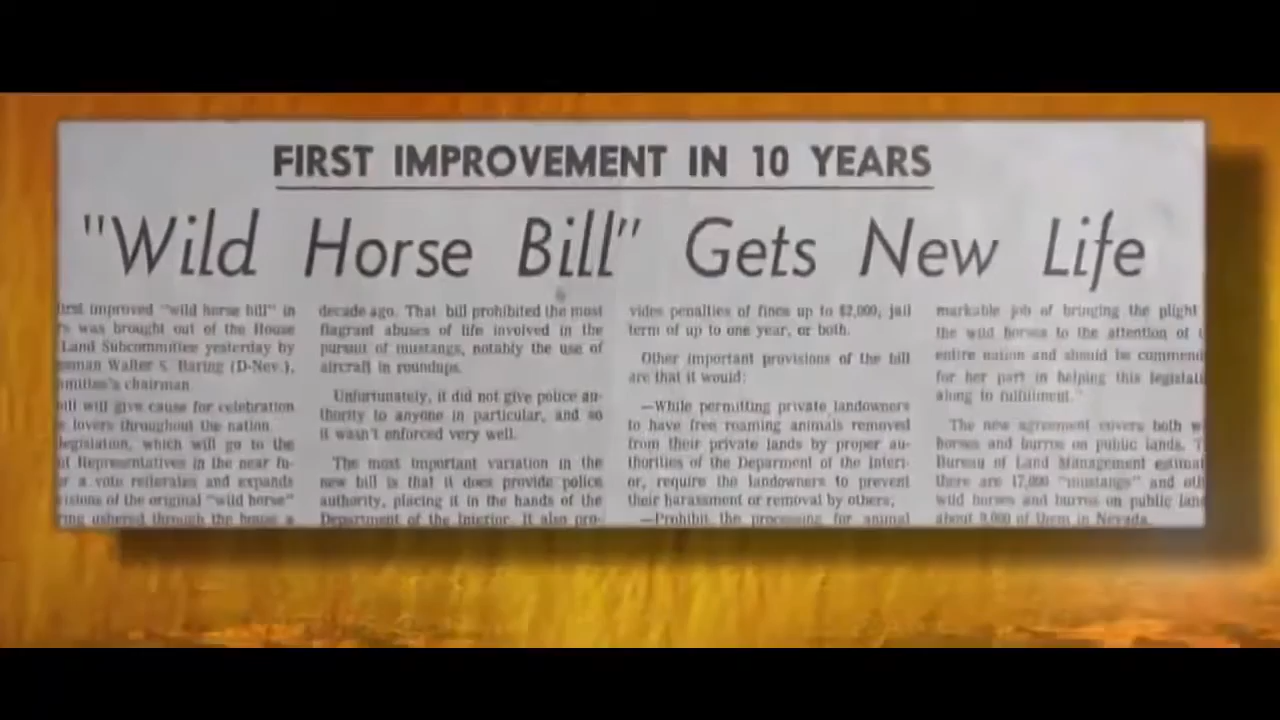 FIRST IMPROVEMENT IN 10 YEARS
"Wild Horse Bill" Gets New Life
first improved "wild horse bill" in
was brought out of the House
Land Subcommittee yesterday by
Walter S. Baring (D-Nev.),
chairman
bill will give cause for celebration
lovers throughout the nation.
legislation, which will go to the
of Representatives in the near fu-
a vote reiterates and expands
of the original "wild horse"
ushered through the house a
decade ago. That bill prohibited the most
flagrant abuses of life involved in the
pursuit of mustangs, notably the use of
aircraft in roundups.
Unfortunately, it did not give police au-
thority to anyone in particular, and so
it wasn't enforced very well.
The most important variation in the
new bill is that it does provide police
authority, placing it in the hands of the
Department of the Interior. It also pro-
vides penalties of fines up to $2,000, jail
term of up to one year, or both.
Other important provisions of the bill
are that it would:
—While permitting private landowners
to have free roaming animals removed
from their private lands by proper au-
thorities of the Deparment of the Interi-
or, require the landowners to prevent
their harassment or removal by others;
—Prohibit the processing for animal
markable job of bringing the plight
the wild horses to the attention of
entire nation and should be
for her part in helping this
along to fulfillment."
The new agreement covers both
horses and burros on public lands.
Bureau of Land Management
there are 17,000 "mustangs" and
wild horses and burros on public
about 9,000 of them in Nevada.